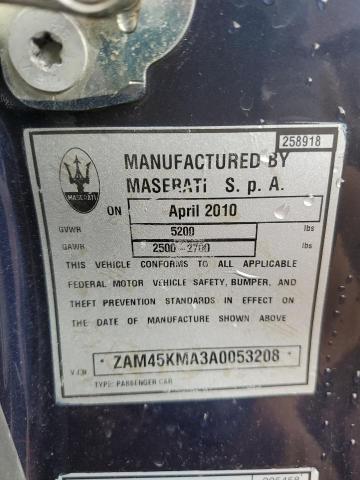 258918
MASERATI
MANUFACTURED BY
MASERATI S. p. A.
ON April 2010
GVWR 5200 lbs
GAWR 2500-2700 lbs
THIS VEHICLE CONFORMS TO ALL APPLICABLE
FEDERAL MOTOR VEHICLE SAFETY, BUMPER, AND
THEFT PREVENTION STANDARDS IN EFFECT ON
THE DATE OF MANUFACTURE SHOWN ABOVE
V.I.N ZAM45KMA3A0053208
TYPE: PASSENGER CAR